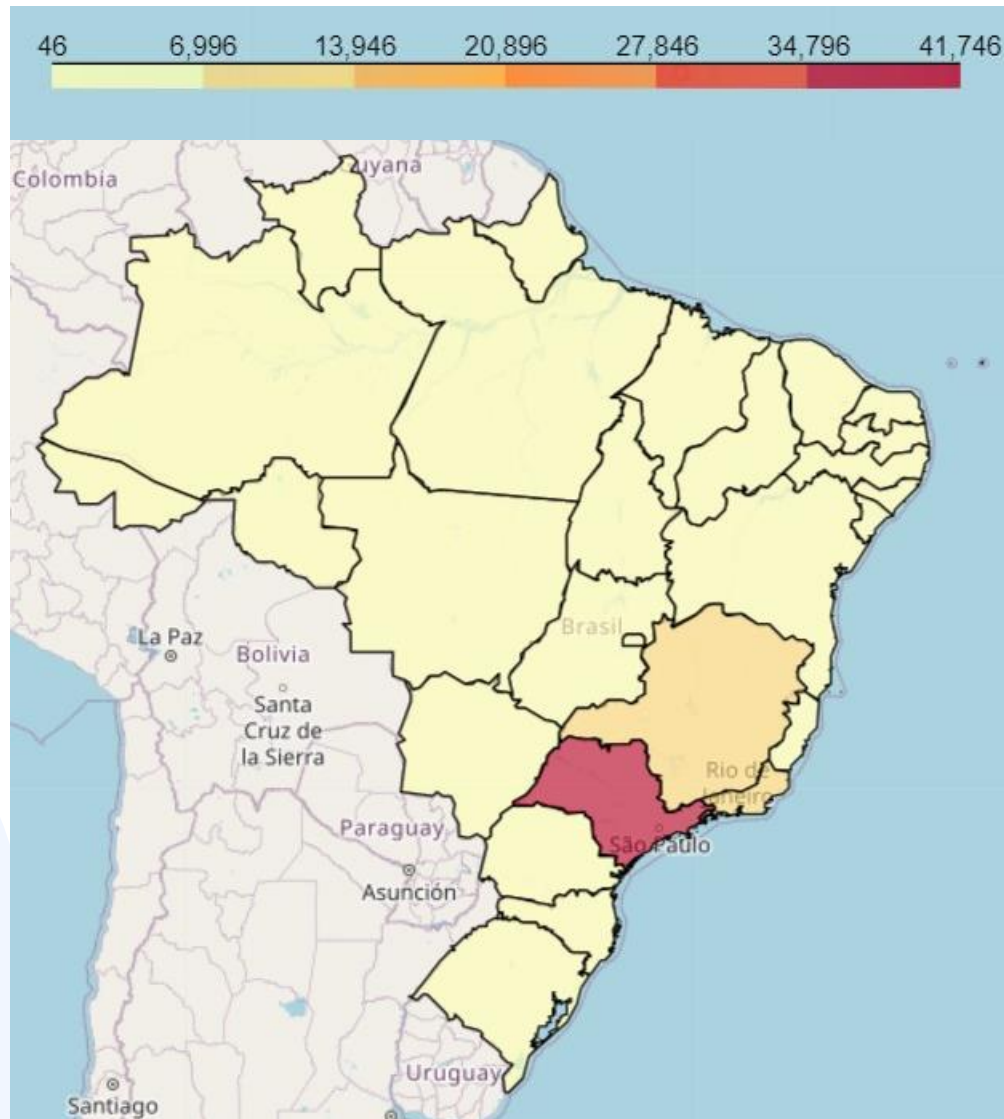 46 6,996 13,946 20,896 27,846 34,796 41,746
Colombia
uyana
Brasil
La Paz
Bolivia
Santa
Cruz de
la Sierra
Rio de
Janeiro
Paraguay
São Paulo
Asunción
Uruguay
Santiago